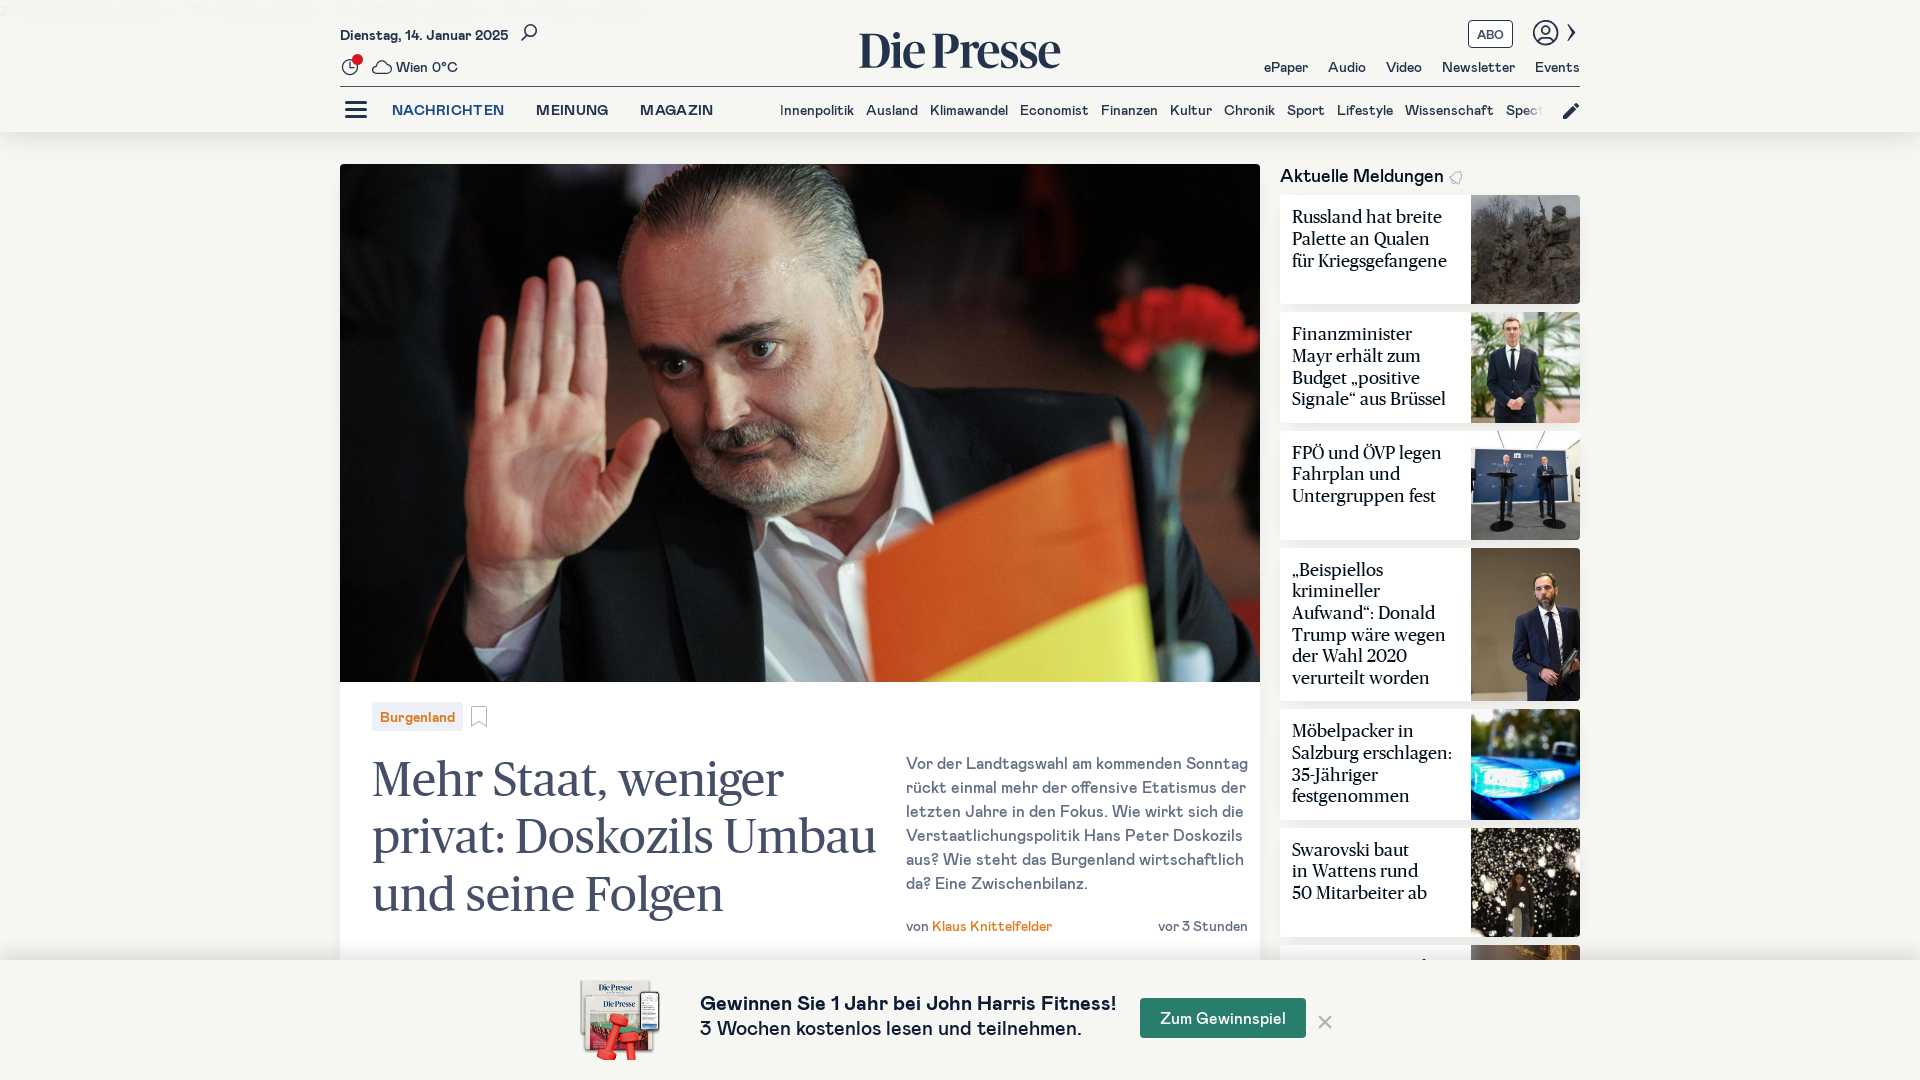 Dienstag, 14. Januar 2025
Wien 0°C
Die Presse
ABO
ePaper Audio Video Newsletter Events
NACHRICHTEN MEINUNG MAGAZIN
Innenpolitik Ausland Klimawandel Economist Finanzen Kultur Chronik Sport Lifestyle Wissenschaft Spect
Burgenland
Mehr Staat, weniger
privat: Doskozils Umbau
und seine Folgen
Vor der Landtagswahl am kommenden Sonntag
rückt einmal mehr der offensive Etatismus der
letzten Jahre in den Fokus. Wie wirkt sich die
Verstaatlichungspolitik Hans Peter Doskozils
aus? Wie steht das Burgenland wirtschaftlich
da? Eine Zwischenbilanz.
von Klaus Knittelfelder vor 3 Stunden
Aktuelle Meldungen
Russland hat breite
Palette an Qualen
für Kriegsgefangene
Finanzminister
Mayr erhält zum
Budget „positive
Signale“ aus Brüssel
FPÖ und ÖVP legen
Fahrplan und
Untergruppen fest
„Beispiellos
krimineller
Aufwand“: Donald
Trump wäre wegen
der Wahl 2020
verurteilt worden
Möbelpacker in
Salzburg erschlagen:
35-Jähriger
festgenommen
Swarovski baut
in Wattens rund
50 Mitarbeiter ab
Die Presse
Die Presse
Gewinnen Sie 1 Jahr bei John Harris Fitness!
3 Wochen kostenlos lesen und teilnehmen.
Zum Gewinnspiel